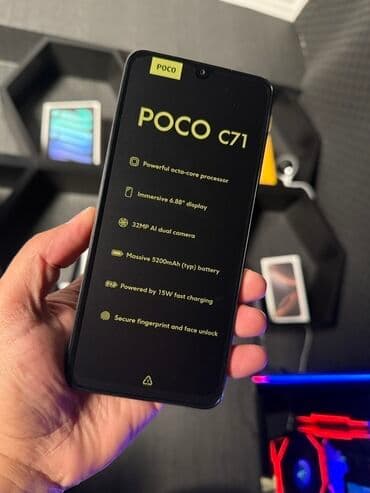 POCO
POCO C71
Powerful octa-core processor
Immersive 6.88" display
32MP AI dual camera
Massive 5200mAh (typ) battery
Powered by 15W fast charging
Secure fingerprint and face unlock